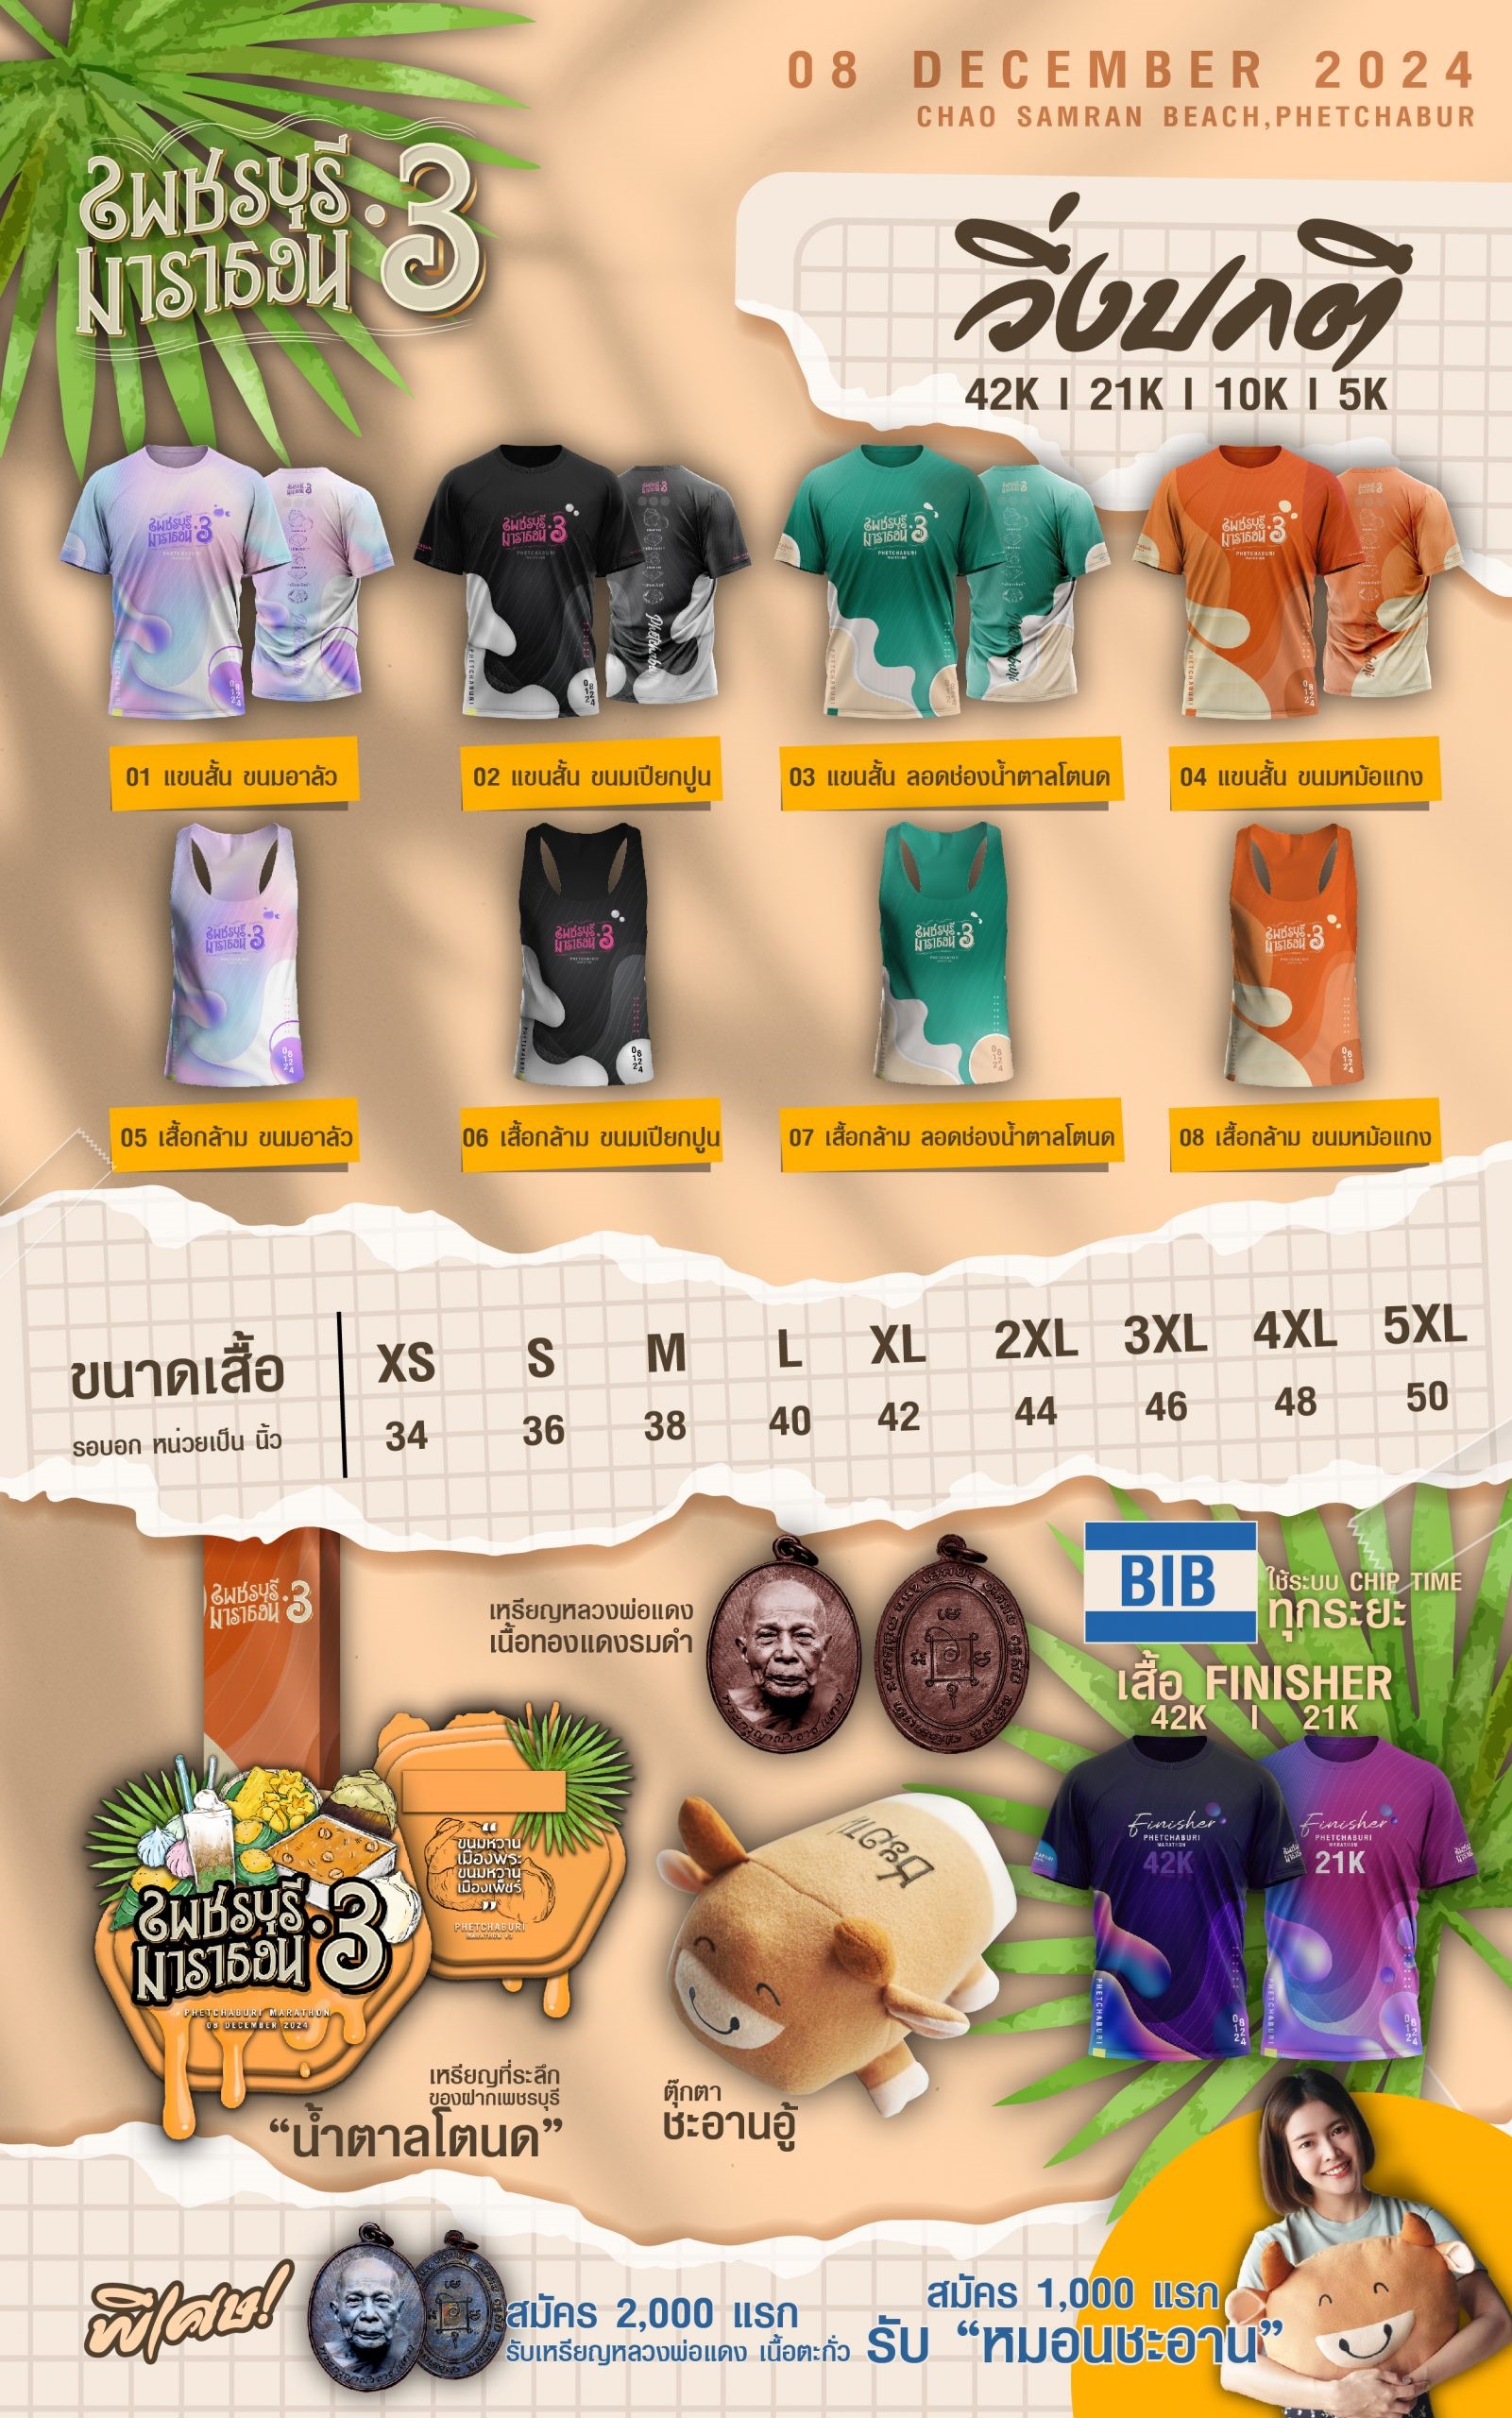 08 DECEMBER 2024
CHAO SAMRAN BEACH,PHETCHABUR
เพชรบุรี
มาราธอน .3
วิ่งปกติ
42K | 21K | 10K | 5K
01 แขนสั้น ขนมอาลัว
02 แขนสั้น ขนมเปียกปูน
03 แขนสั้น ลอดช่องน้ำตาลโตนด
04 แขนสั้น ขนมหม้อแกง
05 เสื้อกล้าม ขนมอาลัว
06 เสื้อกล้าม ขนมเปียกปูน
07 เสื้อกล้าม ลอดช่องน้ำตาลโตนด
08 เสื้อกล้าม ขนมหม้อแกง
ขนาดเสื้อ XS S M L XL 2XL 3XL 4XL 5XL
รอบอก หน่วยเป็น นิ้ว 34 36 38 40 42 44 46 48 50
เพชรบุรี
มาราธอน .3
เหรียญหลวงพ่อแดง
เนื้อทองแดงรมดำ
BIB
ใช้ระบบ CHIP TIME
ทุกระยะ
เสื้อ FINISHER
42K | 21K
Finisher
PHETCHABURI
MARATHON
42K
Finisher
PHETCHABURI
MARATHON
21K
“
ขนมหวาน
เมืองพระ
ขนมหวาน
เมืองเพ็ชร์
”
PHETCHABURI
MARATHON #3
เพชรบุรี
มาราธอน .3
PHETCHABURI MARATHON
08 DECEMBER 2024
เหรียญที่ระลึก
ของฝากเพชรบุรี
“น้ำตาลโตนด”
ตุ๊กตา
ชะอานอู้
พิเศษ!
สมัคร 2,000 แรก
รับเหรียญหลวงพ่อแดง เนื้อตะกั่ว
สมัคร 1,000 แรก
รับ “หมอนชะอาน”